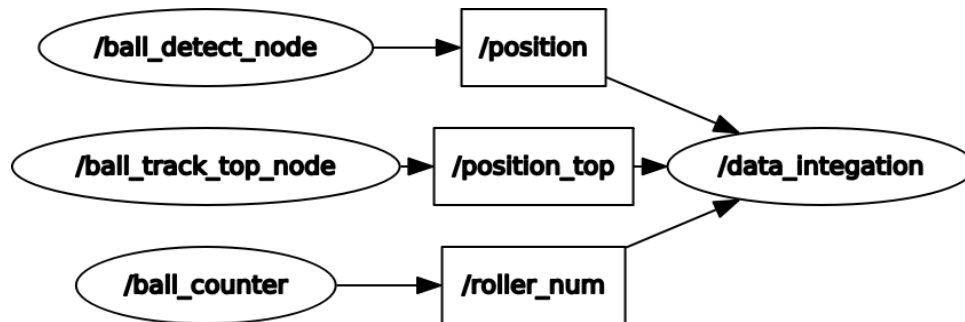 /ball_detect_node
/position
/ball_track_top_node
/position_top
/data_integation
/ball_counter
/roller_num